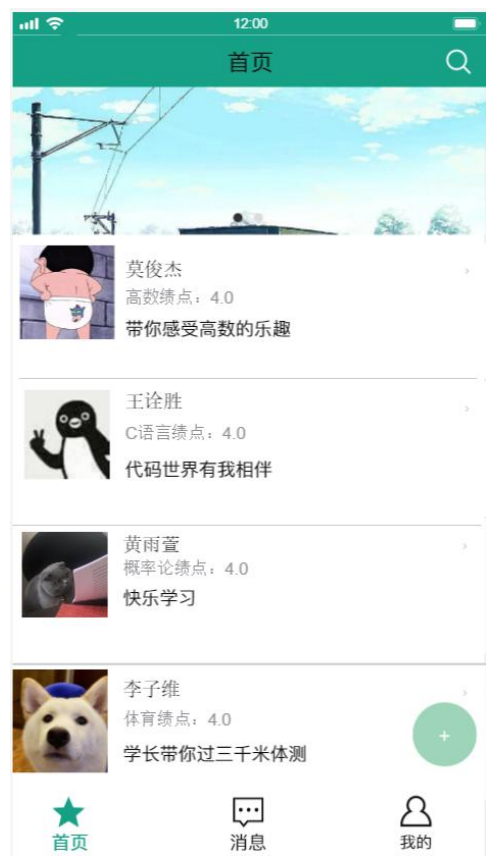 12:00
首页
莫俊杰
高数绩点：4.0
带你感受高数的乐趣
王诠胜
C语言绩点：4.0
代码世界有我相伴
黄雨萱
概率论绩点：4.0
快乐学习
李子维
体育绩点：4.0
学长带你过三千米体测
+
首页
消息
我的